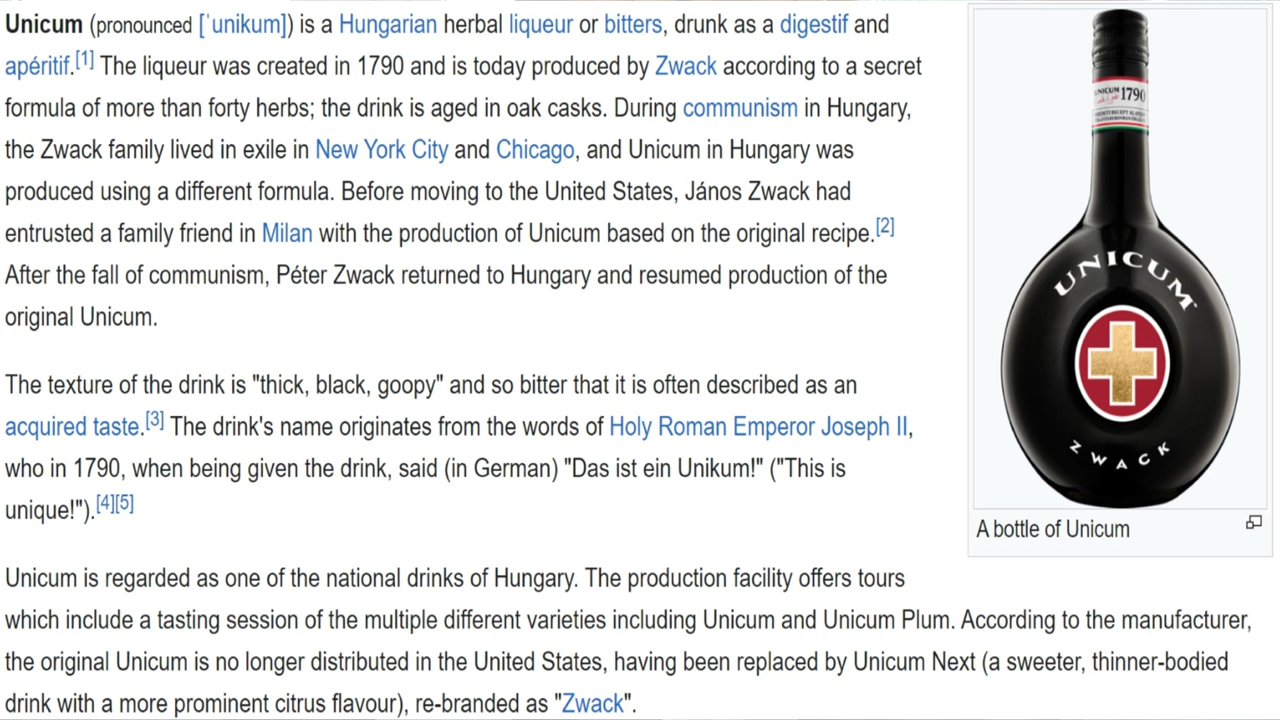 Unicum (pronounced [ˈunikum]) is a Hungarian herbal liqueur or bitters, drunk as a digestif and
apéritif.[1] The liqueur was created in 1790 and is today produced by Zwack according to a secret
formula of more than forty herbs; the drink is aged in oak casks. During communism in Hungary,
the Zwack family lived in exile in New York City and Chicago, and Unicum in Hungary was
produced using a different formula. Before moving to the United States, János Zwack had
entrusted a family friend in Milan with the production of Unicum based on the original recipe.[2]
After the fall of communism, Péter Zwack returned to Hungary and resumed production of the
original Unicum.
The texture of the drink is "thick, black, goopy" and so bitter that it is often described as an
acquired taste.[3] The drink's name originates from the words of Holy Roman Emperor Joseph II,
who in 1790, when being given the drink, said (in German) "Das ist ein Unikum!" ("This is
unique!").[4][5]
Unicum is regarded as one of the national drinks of Hungary. The production facility offers tours
which include a tasting session of the multiple different varieties including Unicum and Unicum Plum. According to the manufacturer,
the original Unicum is no longer distributed in the United States, having been replaced by Unicum Next (a sweeter, thinner-bodied
drink with a more prominent citrus flavour), re-branded as "Zwack".
UNICUM 1790
UNICUM
ZWACK
A bottle of Unicum